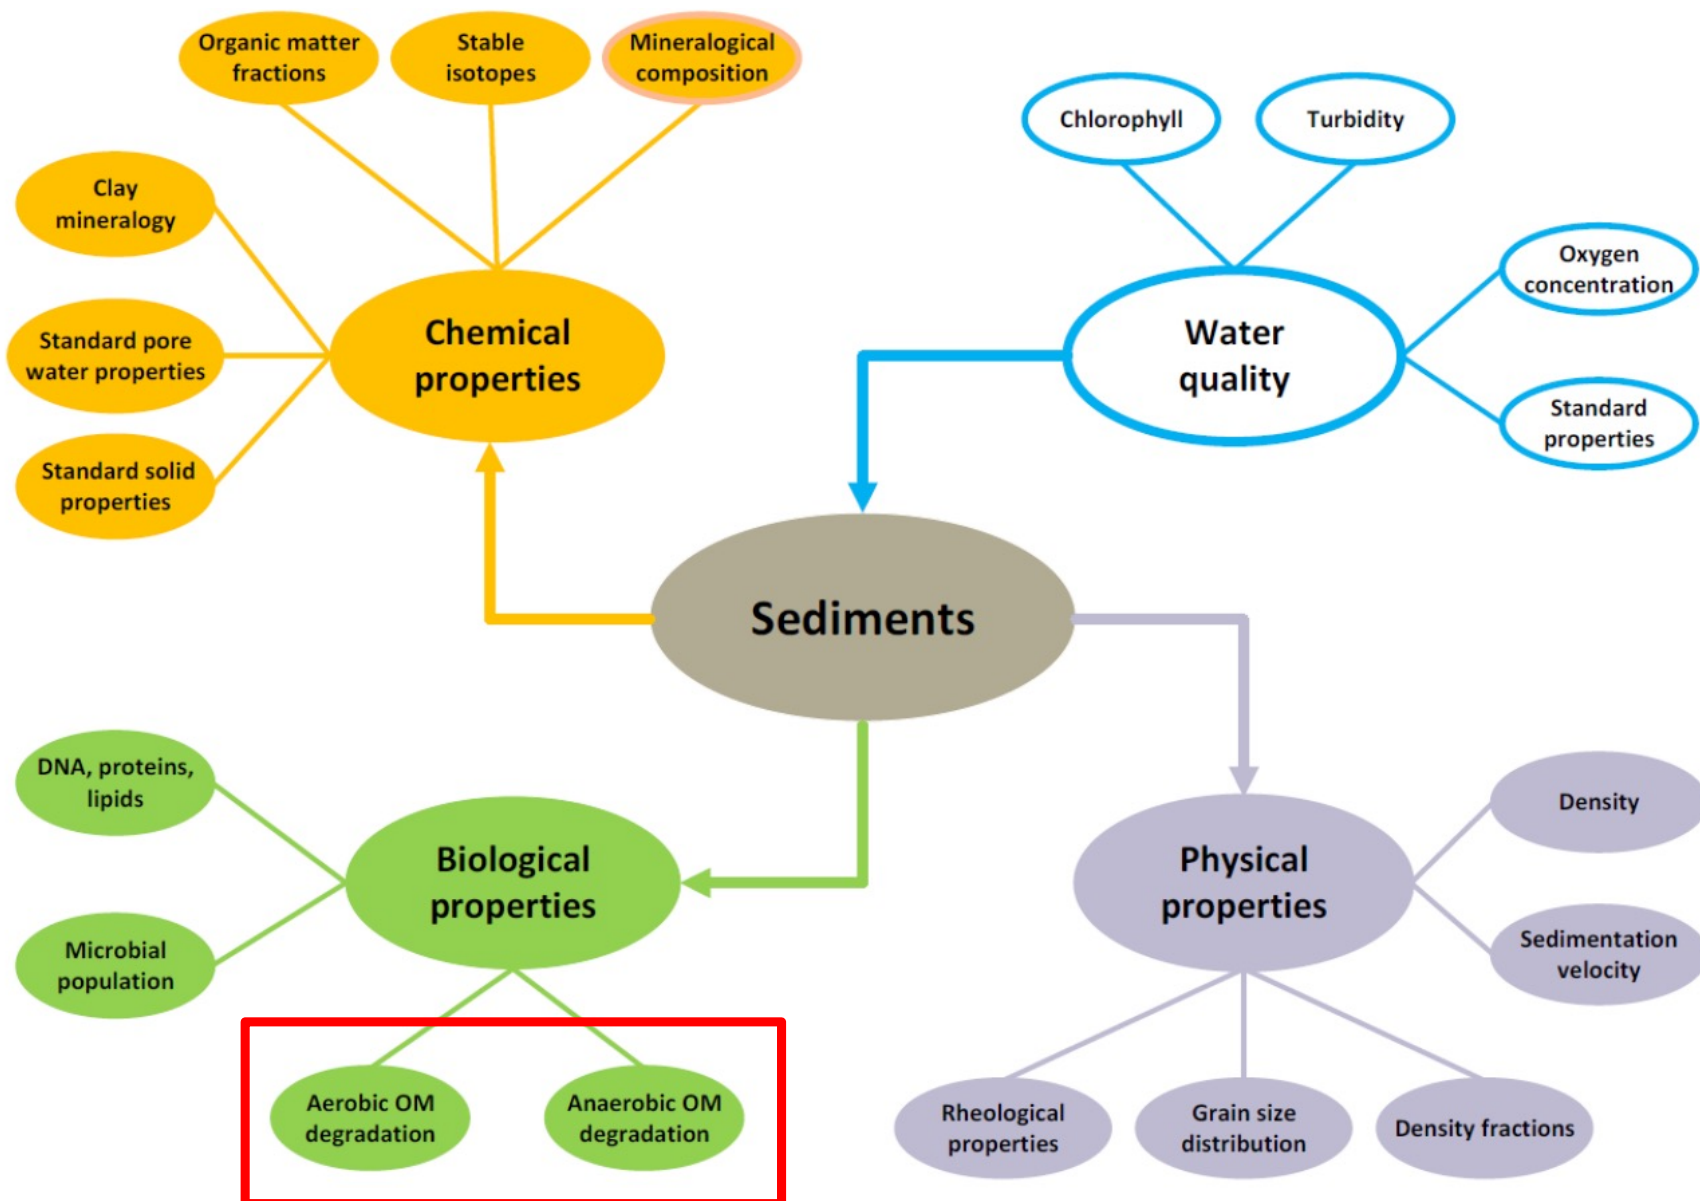 Organic matter
fractions
Stable
isotopes
Mineralogical
composition
Chlorophyll
Turbidity
Clay
mineralogy
Oxygen
concentration
Standard pore
water properties
Chemical
properties
Water
quality
Standard
properties
Standard solid
properties
Sediments
DNA, proteins,
lipids
Density
Biological
properties
Physical
properties
Microbial
population
Sedimentation
velocity
Aerobic OM
degradation
Anaerobic OM
degradation
Rheological
properties
Grain size
distribution
Density fractions